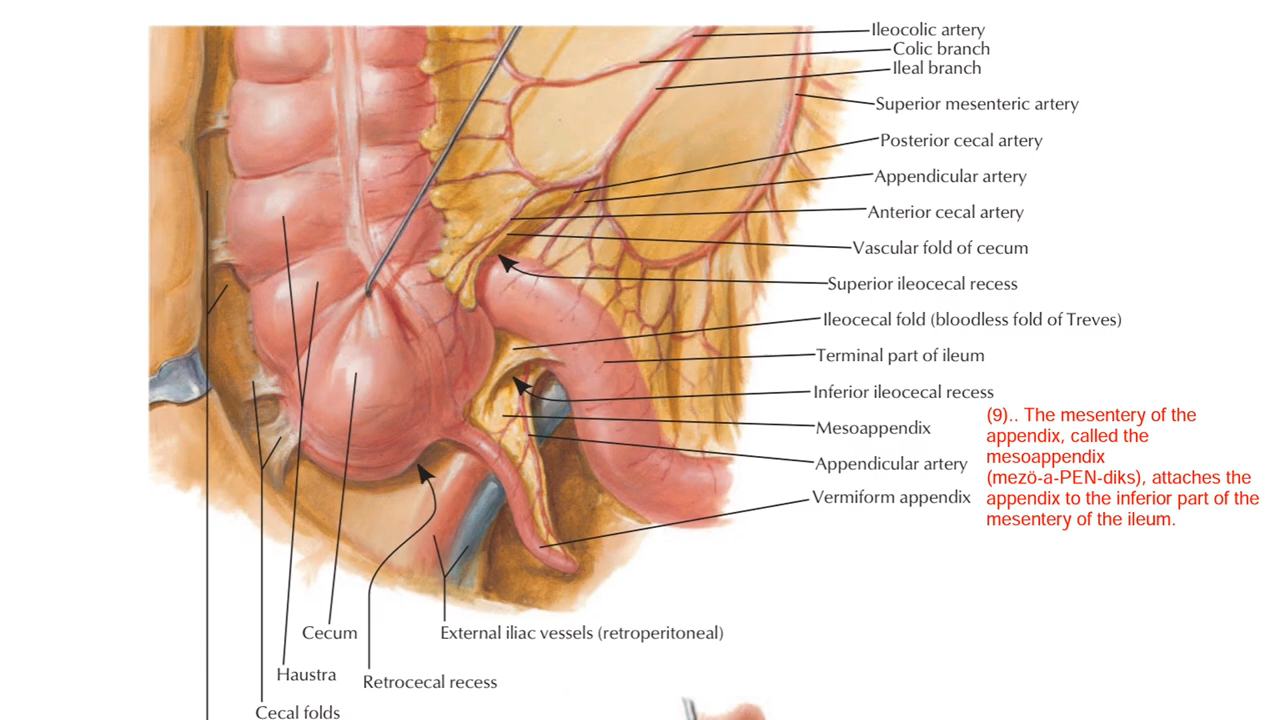 Ileocolic artery
Colic branch
Ileal branch
Superior mesenteric artery
Posterior cecal artery
Appendicular artery
Anterior cecal artery
Vascular fold of cecum
Superior ileocecal recess
Ileocecal fold (bloodless fold of Treves)
Terminal part of ileum
Inferior ileocecal recess
Mesoappendix
Appendicular artery
Vermiform appendix
(9).. The mesentery of the
appendix, called the
mesoappendix
(mezö-a-PEN-diks), attaches the
appendix to the inferior part of the
mesentery of the ileum.
Cecum
External iliac vessels (retroperitoneal)
Haustra
Retrocecal recess
Cecal folds